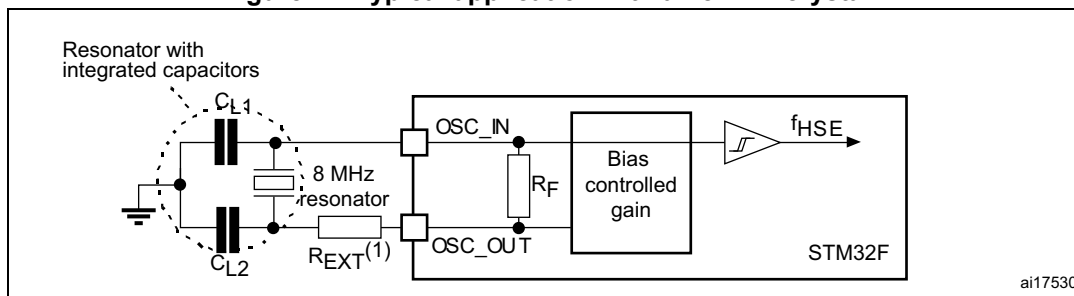 Resonator with
integrated capacitors
CL1
OSC_IN
fHSE
8 MHz
resonator
RF
Bias
controlled
gain
OSC_OUT
STM32F
REXT(1)
CL2
ai17530